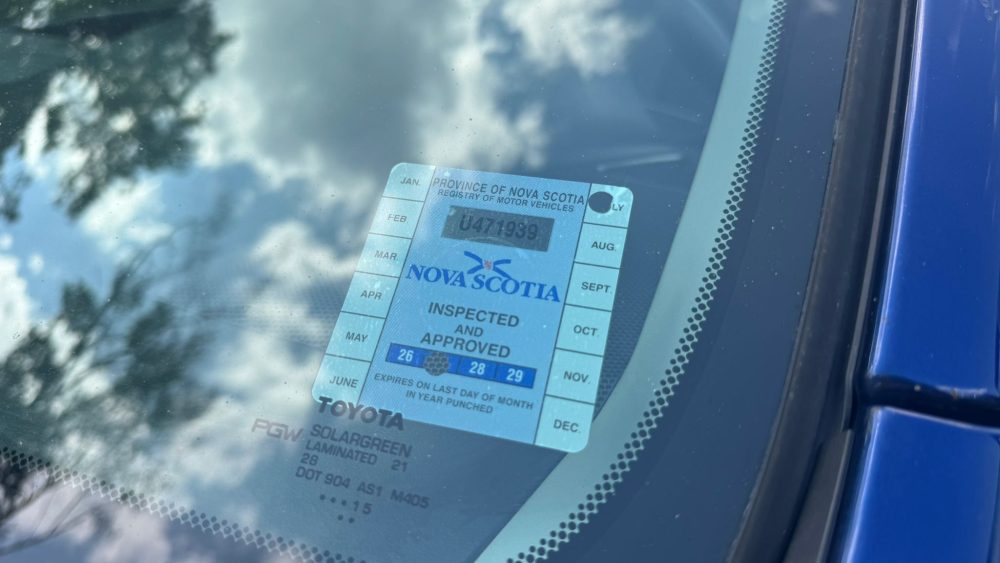 PROVINCE OF NOVA SCOTIA
REGISTRY OF MOTOR VEHICLES
U471939
NOVA SCOTIA
INSPECTED
AND
APPROVED
26 28 29
EXPIRES ON LAST DAY OF MONTH
IN YEAR PUNCHED
JAN.
FEB
MAR.
APR
MAY
JUNE
LY
AUG.
SEPT.
OCT.
NOV.
DEC.
TOYOTA
PGW SOLARGREEN
LAMINATED 21
28
DOT 904 AS1 M405
15